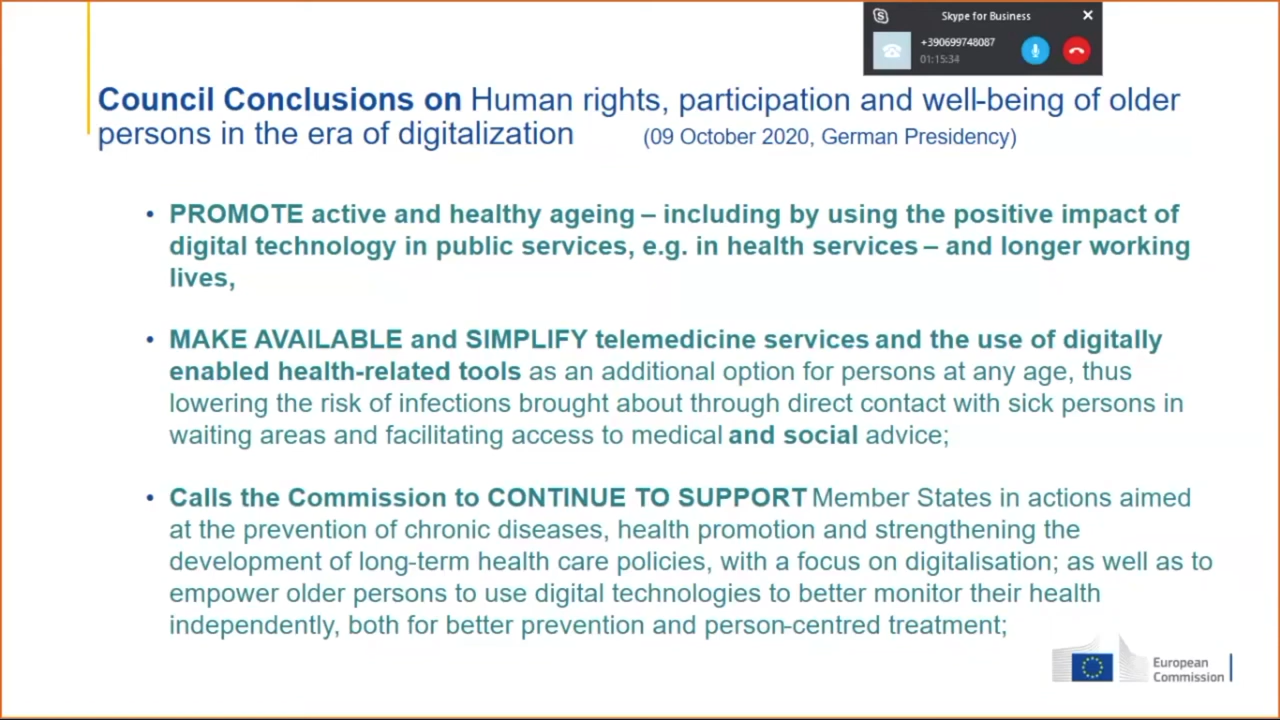 Skype for Business
+390699748087
01:15:34
Council Conclusions on Human rights, participation and well-being of older
persons in the era of digitalization (09 October 2020, German Presidency)
• PROMOTE active and healthy ageing – including by using the positive impact of
digital technology in public services, e.g. in health services – and longer working
lives,
• MAKE AVAILABLE and SIMPLIFY telemedicine services and the use of digitally
enabled health-related tools as an additional option for persons at any age, thus
lowering the risk of infections brought about through direct contact with sick persons in
waiting areas and facilitating access to medical and social advice;
• Calls the Commission to CONTINUE TO SUPPORT Member States in actions aimed
at the prevention of chronic diseases, health promotion and strengthening the
development of long-term health care policies, with a focus on digitalisation; as well as to
empower older persons to use digital technologies to better monitor their health
independently, both for better prevention and person-centred treatment;
European
Commission